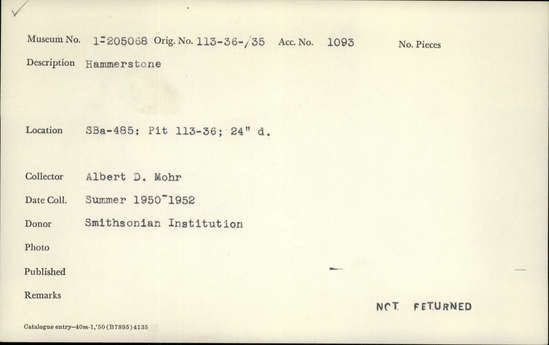 Museum No. 1-205068 Orig. No. 113-36-/35 Acc. No. 1093 No. Pieces
Description Hammerstone
Location SBa-485: Pit 113-36; 24" d.
Collector Albert D. Mohr
Date Coll. Summer 1950-1952
Donor Smithsonian Institution
Photo
Published
Remarks
NOT FETURNED
Catalogue entry—40m-1,'50 (B7895) 4135